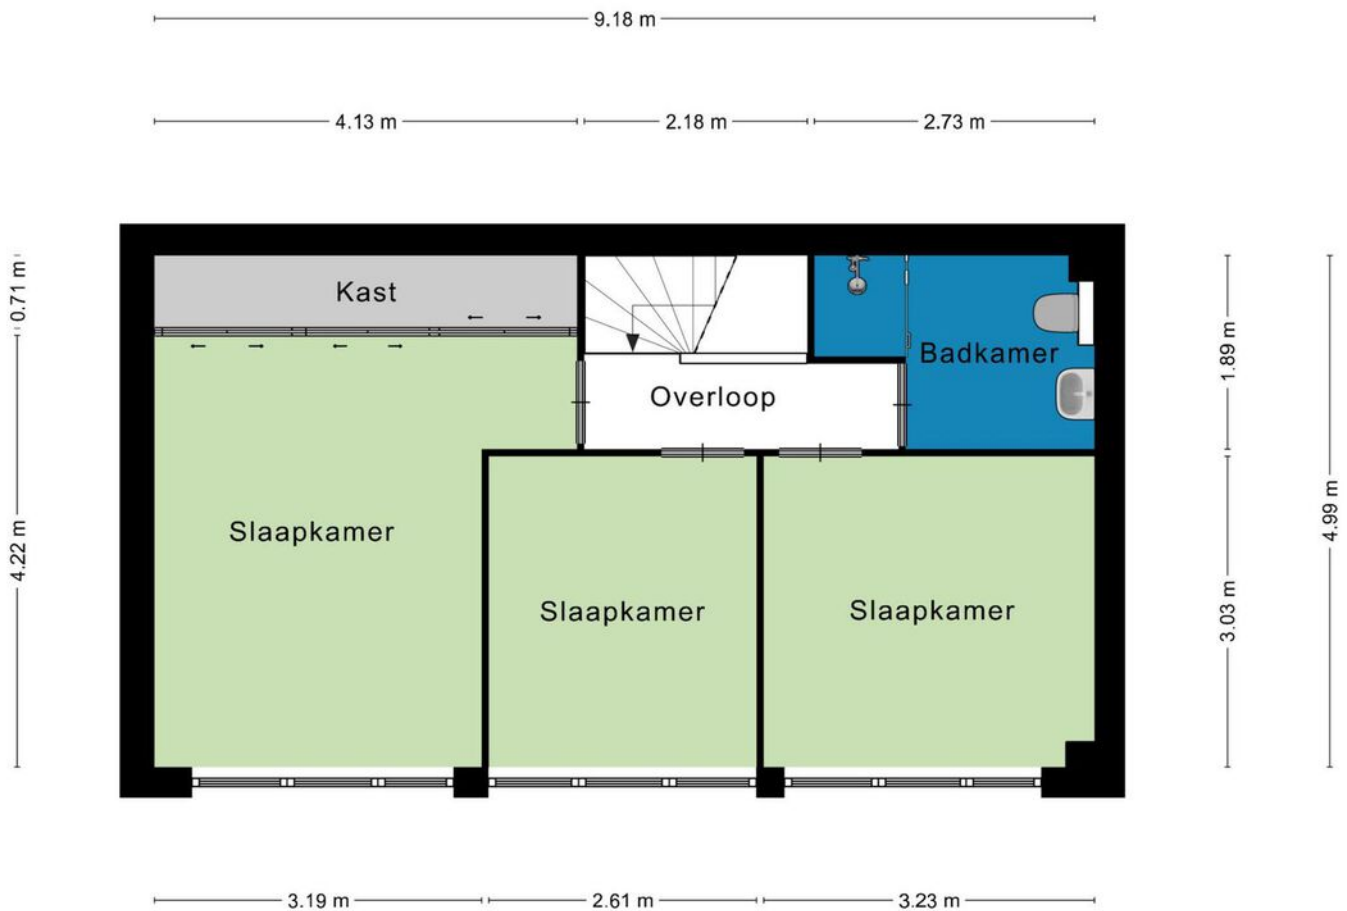 9.18 m
4.13 m
2.18 m
2.73 m
0.71 m
Kast
1.89 m
Badkamer
Overloop
4.22 m
Slaapkamer
4.99 m
Slaapkamer
Slaapkamer
3.03 m
3.19 m
2.61 m
3.23 m